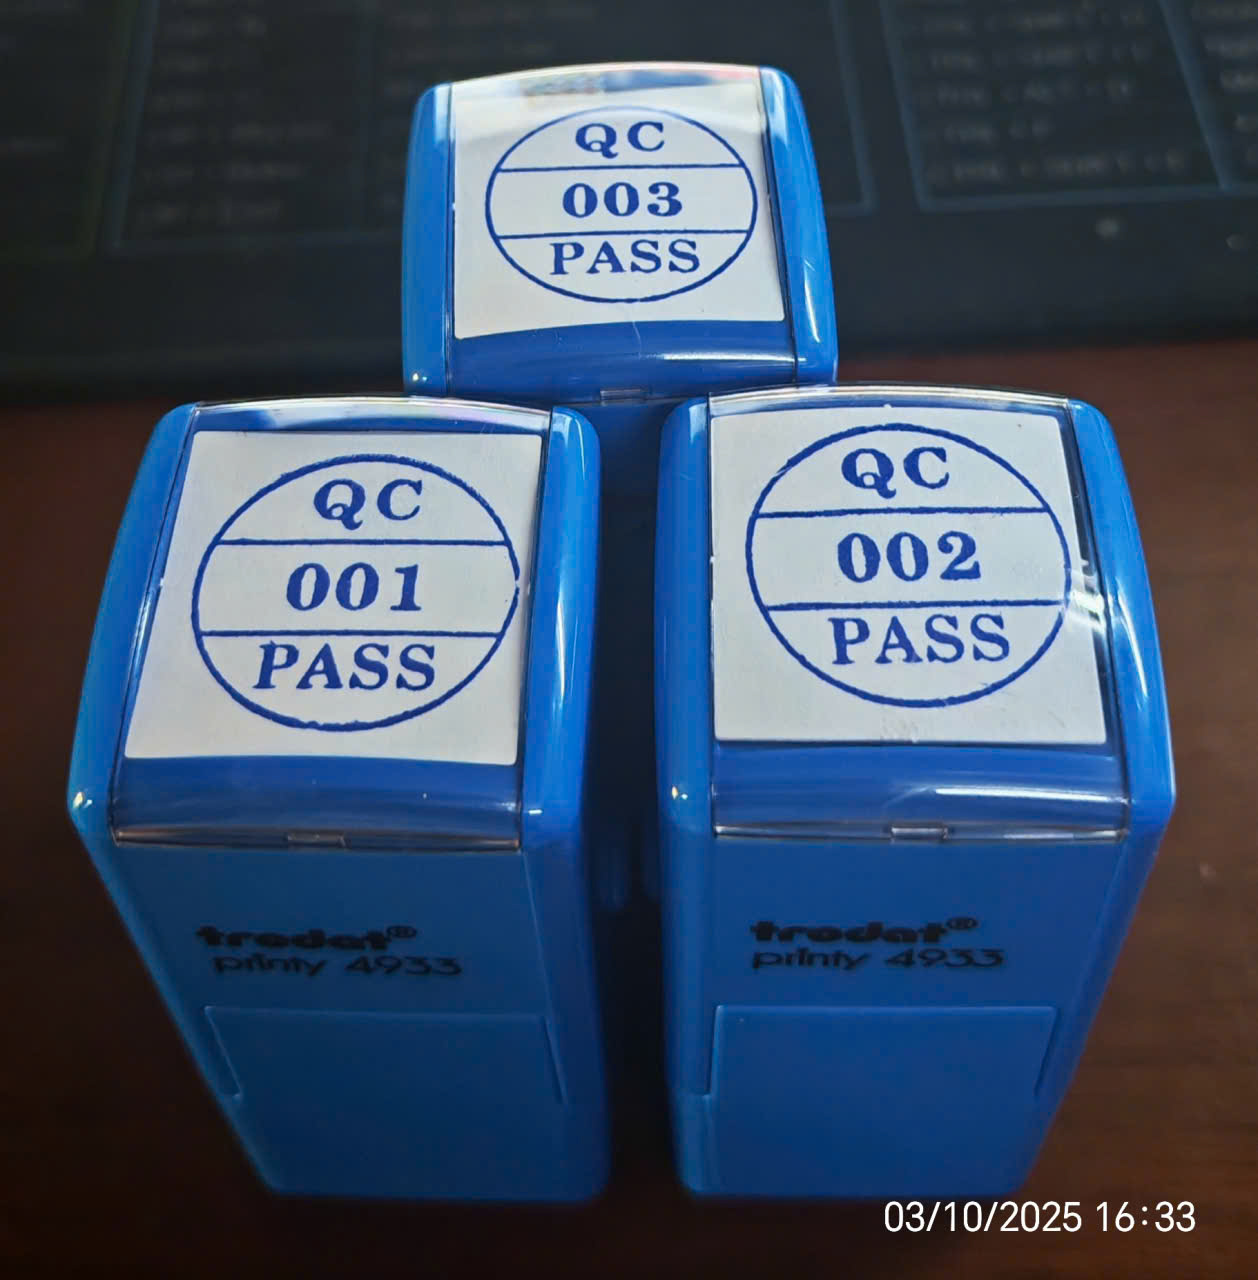 QC
003
PASS
QC
001
PASS
QC
002
PASS
trodat®
printy 4933
trodat®
printy 4933
03/10/2025 16:33